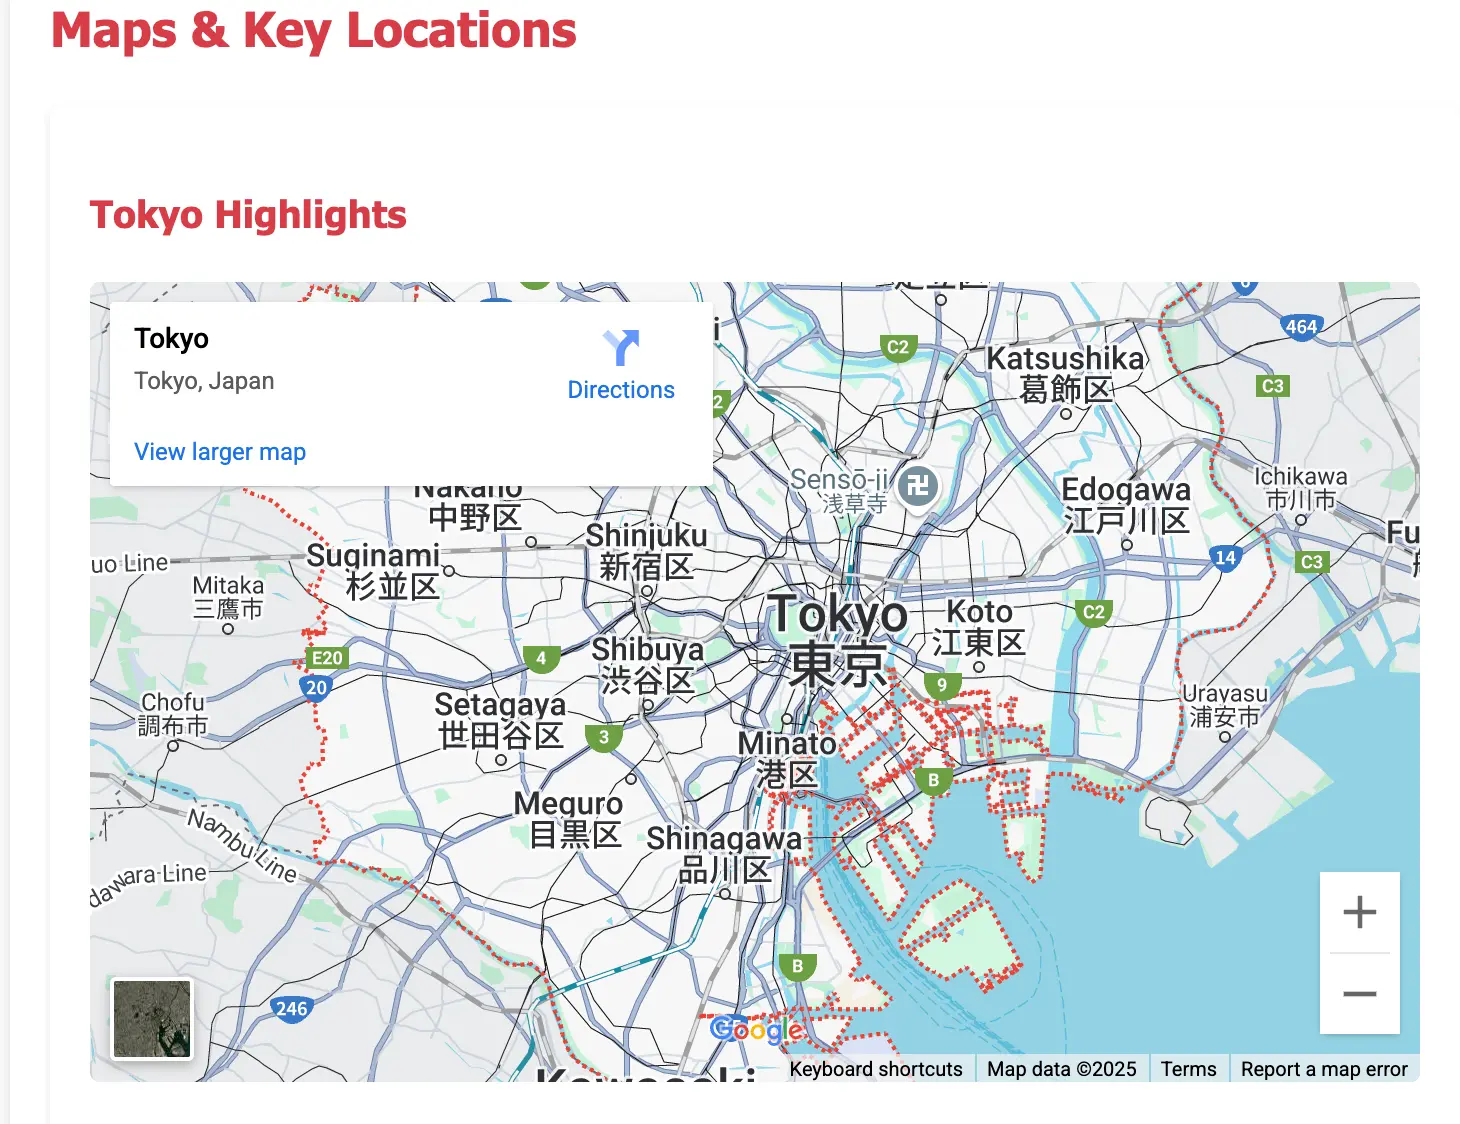 Maps & Key Locations
Tokyo Highlights
Tokyo
Tokyo, Japan
Directions
View larger map
C2
464
Katsushika
葛飾区
C3
2
Sensō-ji
浅草寺
Nakano
中野区
Edogawa
江戸川区
Ichikawa
市川市
Shinjuku
新宿区
Suginami
杉並区
uo Line
Mitaka
三鷹市
14
C3
Fu
Tokyo
東京
Koto
江東区
C2
E20
20
4
Shibuya
渋谷区
9
Chofu
調布市
Setagaya
世田谷区
3
Urayasu
浦安市
Minato
港区
B
Meguro
目黒区
Shinagawa
品川区
Nambu Line
dawara Line
B
246
Google
Kawasaki
Keyboard shortcuts
Map data ©2025
Terms
Report a map error